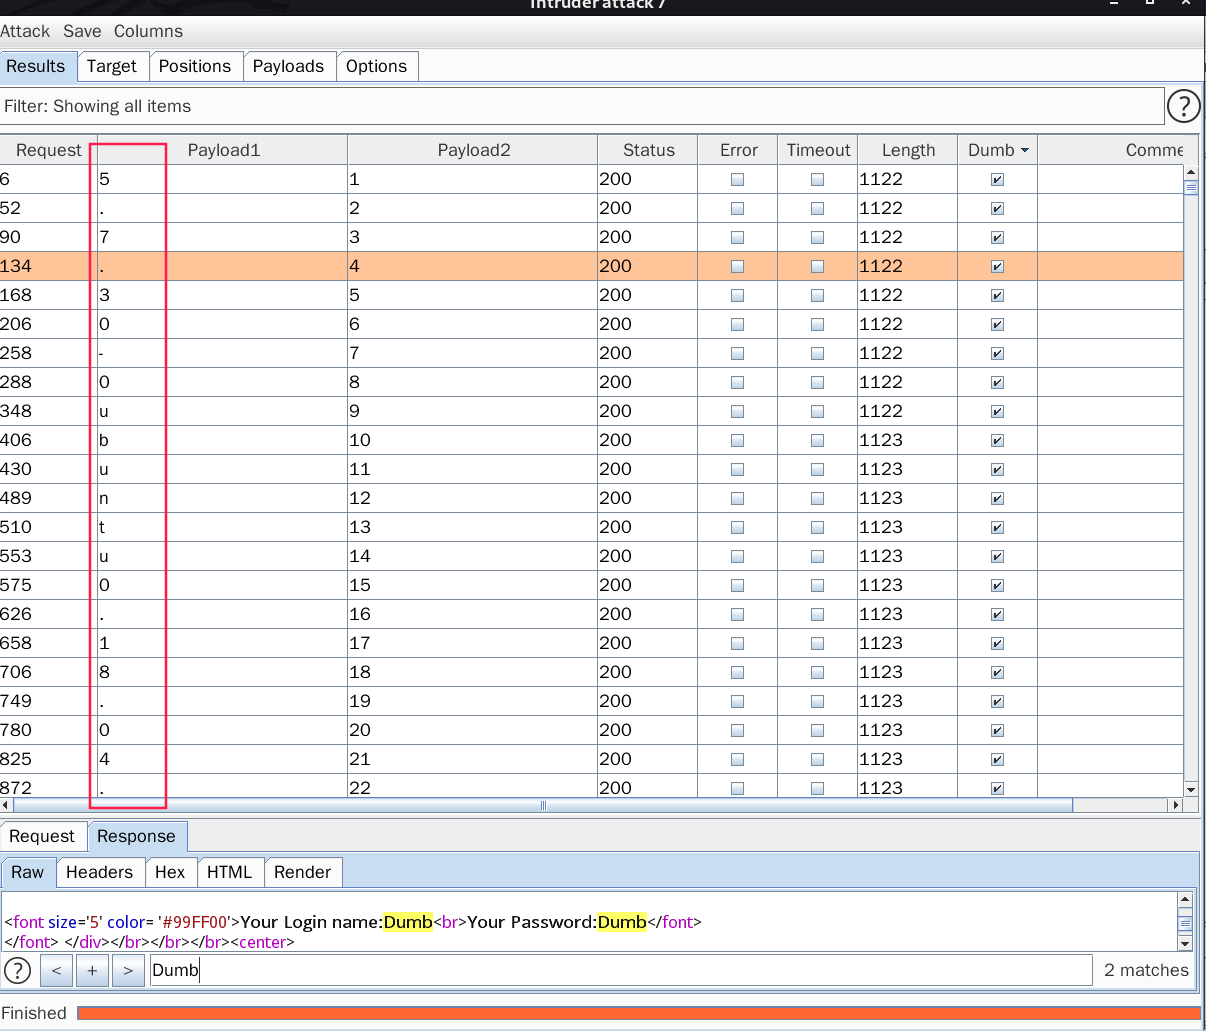 Intruder attack 7
Attack Save Columns
Results Target Positions Payloads Options
Filter: Showing all items
?
Request Payload1 Payload2 Status Error Timeout Length Dumb Comme
6 5 1 200 1122
52 . 2 200 1122
90 7 3 200 1122
134 . 4 200 1122
168 3 5 200 1122
206 0 6 200 1122
258 - 7 200 1122
288 0 8 200 1122
348 u 9 200 1122
406 b 10 200 1123
430 u 11 200 1123
489 n 12 200 1123
510 t 13 200 1123
553 u 14 200 1123
575 0 15 200 1123
626 . 16 200 1123
658 1 17 200 1123
706 8 18 200 1123
749 . 19 200 1123
780 0 20 200 1123
825 4 21 200 1123
872 . 22 200 1123
Request Response
Raw Headers Hex HTML Render
<font size='5' color= '#99FF00'>Your Login name:Dumb<br>Your Password:Dumb</font>
</font> </div></br></br></br><center>
? < + > Dumb 2 matches
Finished